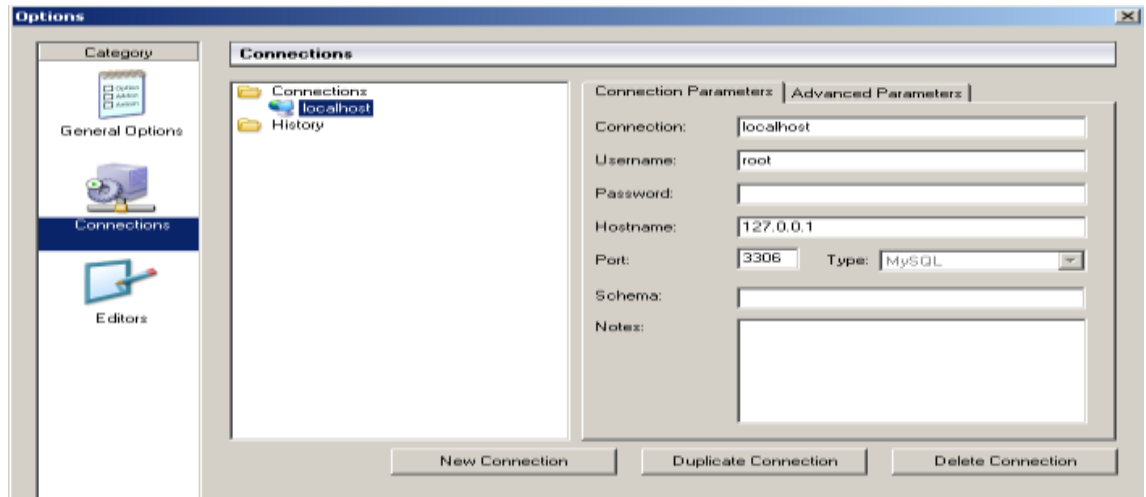 Options
Category
General Options
Connections
Editors
Connections
Connections
localhost
History
Connection Parameters
Advanced Parameters
Connection:
localhost
Username:
root
Password:
Hostname:
127.0.0.1
Port:
3306
Type:
MySQL
Schema:
Notes:
New Connection
Duplicate Connection
Delete Connection